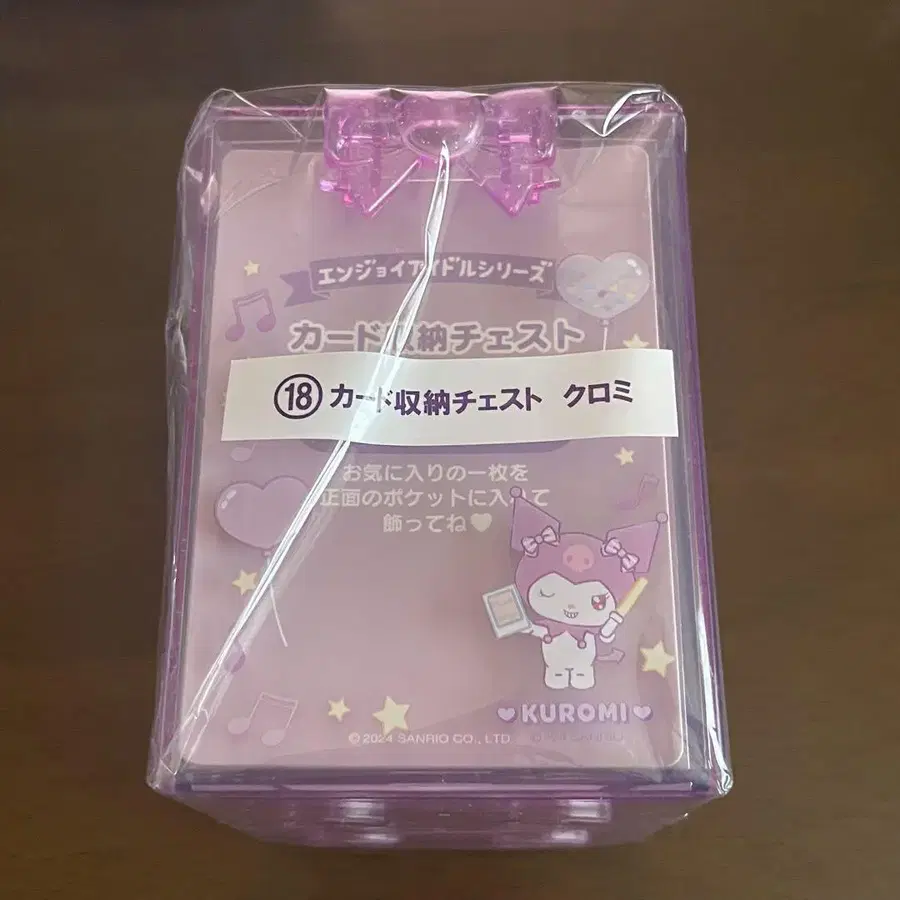 エンジョイアイドルシリーズ
カード収納チェスト
⑱ カード収納チェスト クロミ
お気に入りの一枚を
正面のポケットに入れて
飾ってね♥
♥KUROMI♥
© 2024 SANRIO CO., LTD.